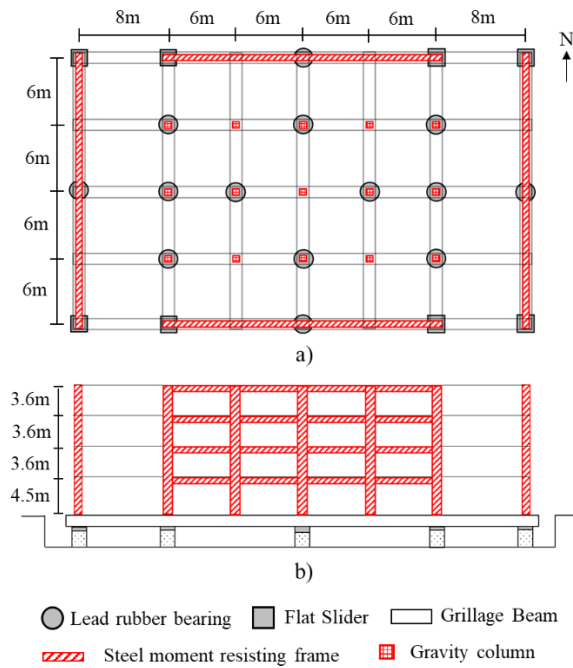 8m 6m 6m 6m 6m 8m
N
6m
6m
6m
6m
a)
3.6m
3.6m
3.6m
4.5m
b)
Lead rubber bearing Flat Slider Grillage Beam
Steel moment resisting frame Gravity column